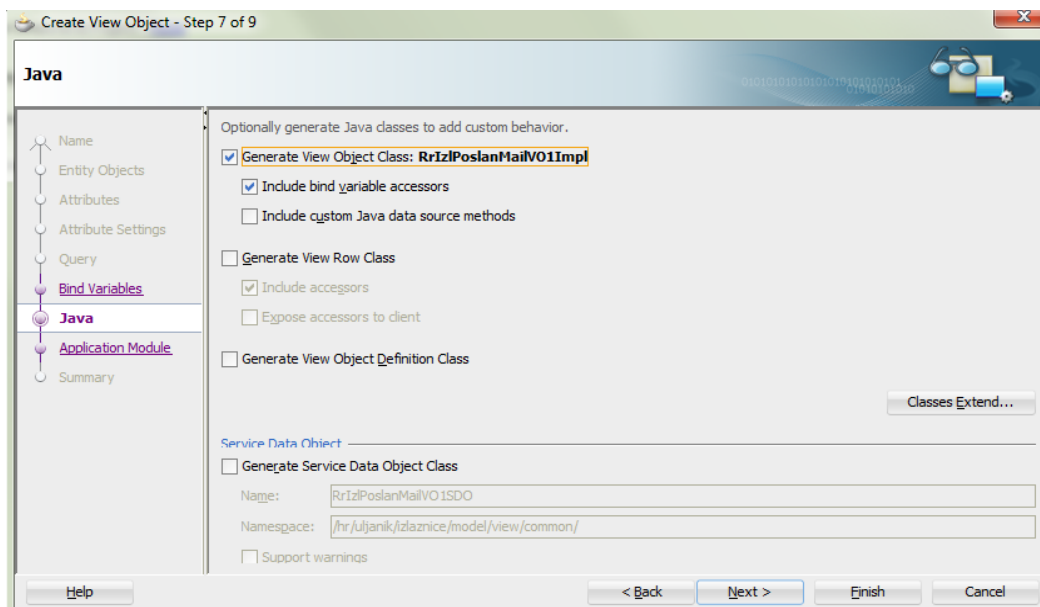 Create View Object - Step 7 of 9
Java
Name
Entity Objects
Attributes
Attribute Settings
Query
Bind Variables
Java
Application Module
Summary
Optionally generate Java classes to add custom behavior.
Generate View Object Class: RrIzlPoslanMailVO1Impl
Include bind variable accessors
Include custom Java data source methods
Generate View Row Class
Include accessors
Expose accessors to client
Generate View Object Definition Class
Classes Extend...
Service Data Object
Generate Service Data Object Class
Name: RrIzlPoslanMailVO1SDO
Namespace: /hr/uljanik/izlaznice/model/view/common/
Support warnings
Help < Back Next > Finish Cancel